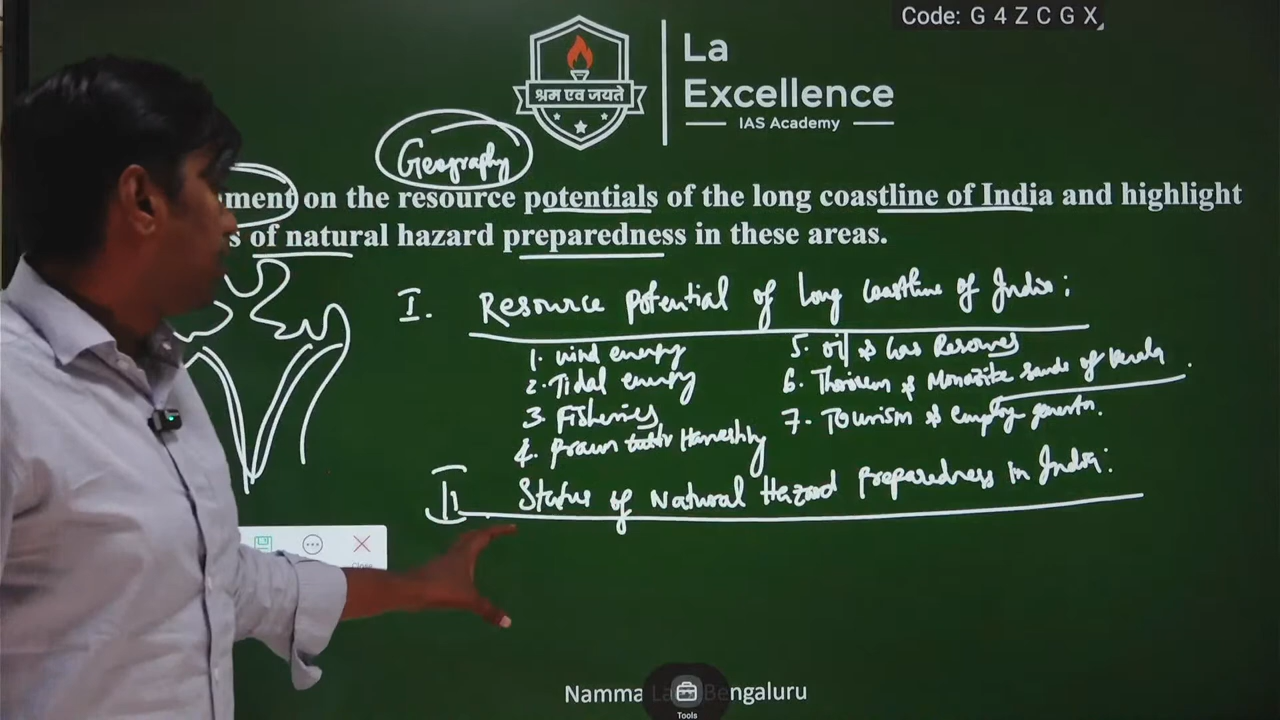 Code: G 4 Z C G X
La
Excellence
IAS Academy
श्रम एव जयते
Geography
ment on the resource potentials of the long coastline of India and highlight
s of natural hazard preparedness in these areas.
I. Resource potential of long coastline of India:
1. wind energy
2. Tidal energy
3. Fisheries
4. prawn Harvesting
5. oil & Gas Reserves
6. Thorium & Monazite sands of Kerala
7. Tourism &
II Status of Natural Hazard preparedness in India:
Close
Namma Bengaluru
Tools